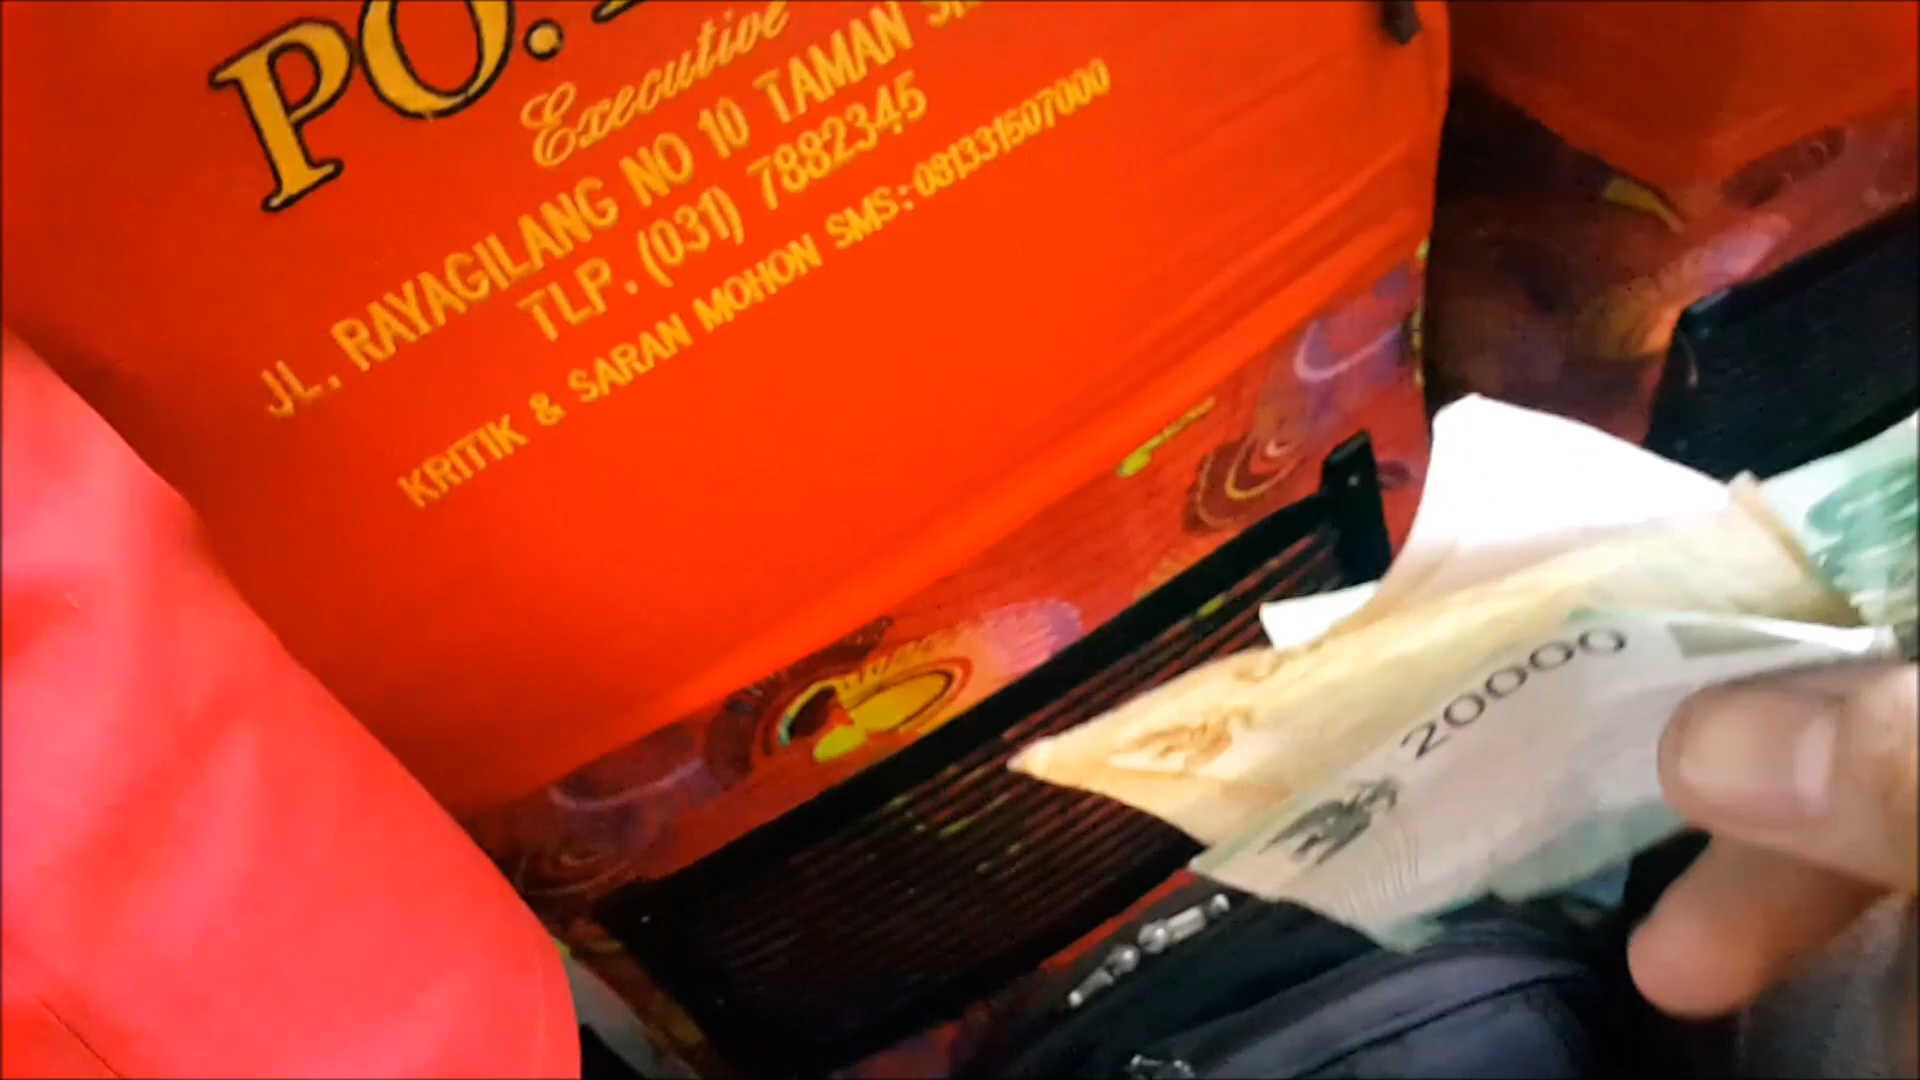 PO.
Executive
JL. RAYAGILANG NO 10 TAMAN
TLP. (031) 7882345
KRITIK & SARAN MOHON SMS: 081331507000
20000